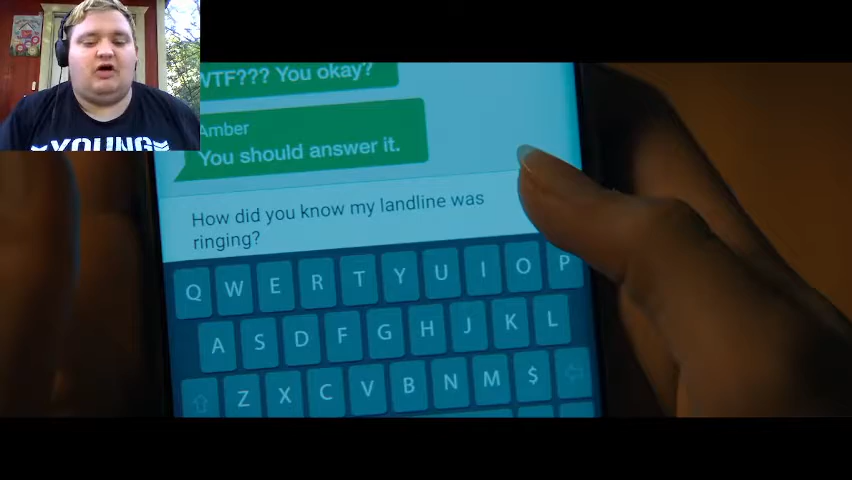 WTF??? You okay?
Amber
You should answer it.
How did you know my landline was
ringing?
Q W E R T Y U I O P
A S D F G H J K L
Z X C V B N M $
YOUNG